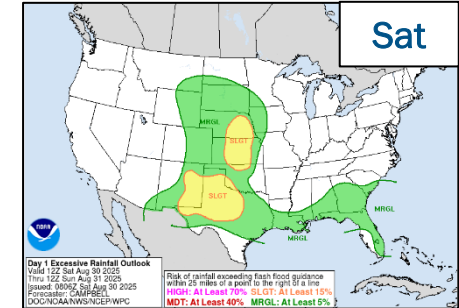 Sat
MRGL
SLGT
SLGT
MRGL
MRGL
noaa
Day 1 Excessive Rainfall Outlook
Valid 12Z Sat Aug 30 2025
Thru 12Z Sun Aug 31 2025
Issued: 0806Z Sat Aug 30 2025
Forecaster: CAMPBELL
DOC/NOAA/NWS/NCEP/WPC
Risk of rainfall exceeding flash flood guidance
within 25 miles of a point to the right of a line
HIGH: At Least 70% SLGT: At Least 15%
MDT: At Least 40% MRGL: At Least 5%